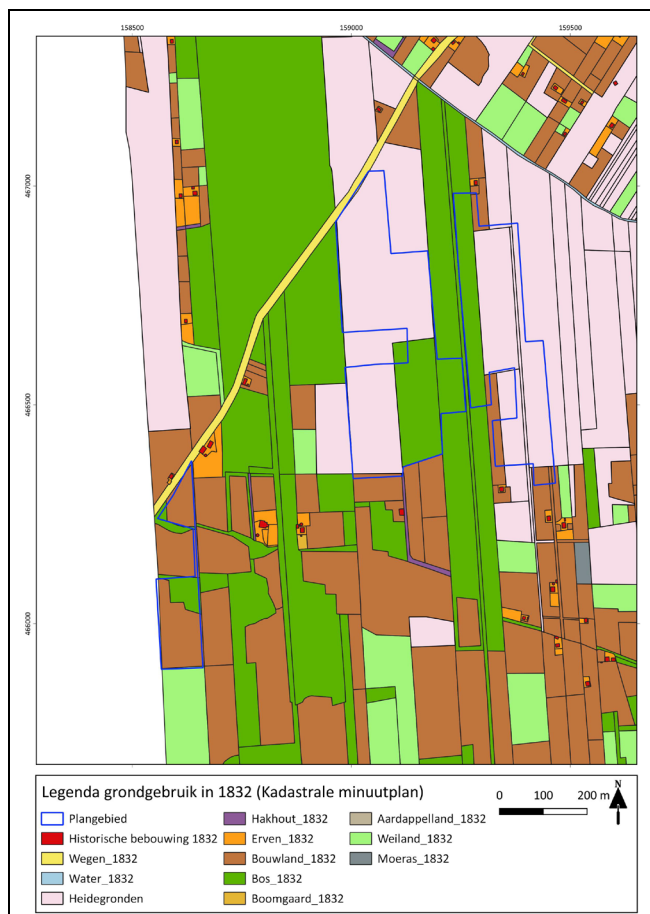 158500 159000 159500
467000
466500
466000
Legenda grondgebruik in 1832 (Kadastrale minuutplan)
Plangebied Hakhout_1832 Aardappelland_1832
Historische bebouwing 1832 Erven_1832 Weiland_1832
Wegen_1832 Bouwland_1832 Moeras_1832
Water_1832 Bos_1832
Heidegronden Boomgaard_1832
0 100 200 m
N